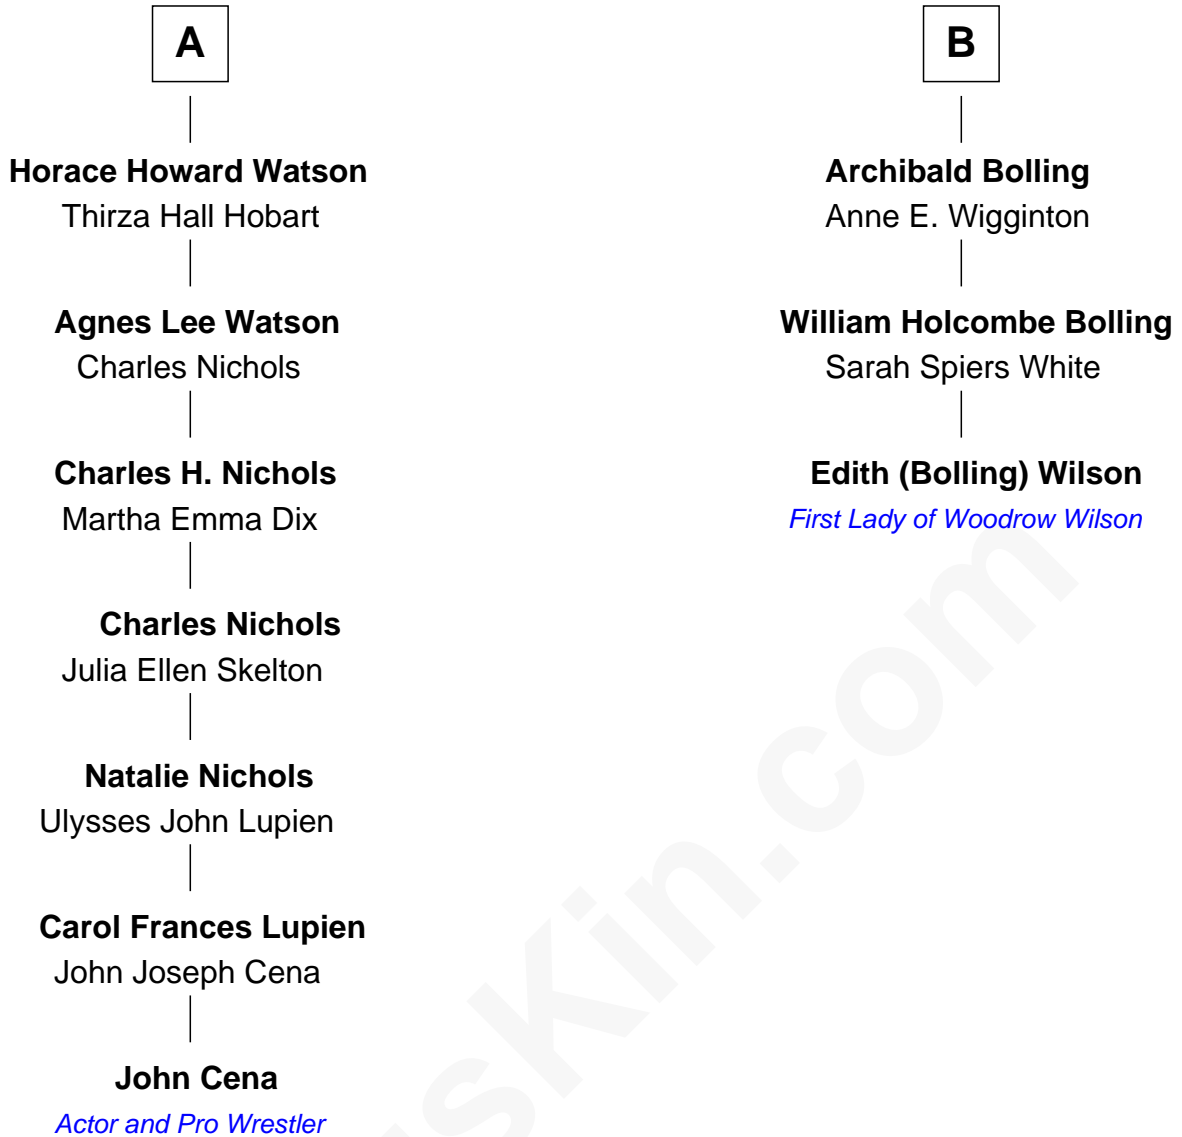 A
Horace Howard Watson
Thirza Hall Hobart
Agnes Lee Watson
Charles Nichols
Charles H. Nichols
Martha Emma Dix
Charles Nichols
Julia Ellen Skelton
Natalie Nichols
Ulysses John Lupien
Carol Frances Lupien
John Joseph Cena
John Cena
Actor and Pro Wrestler
B
Archibald Bolling
Anne E. Wigginton
William Holcombe Bolling
Sarah Spiers White
Edith (Bolling) Wilson
First Lady of Woodrow Wilson
sKin.com